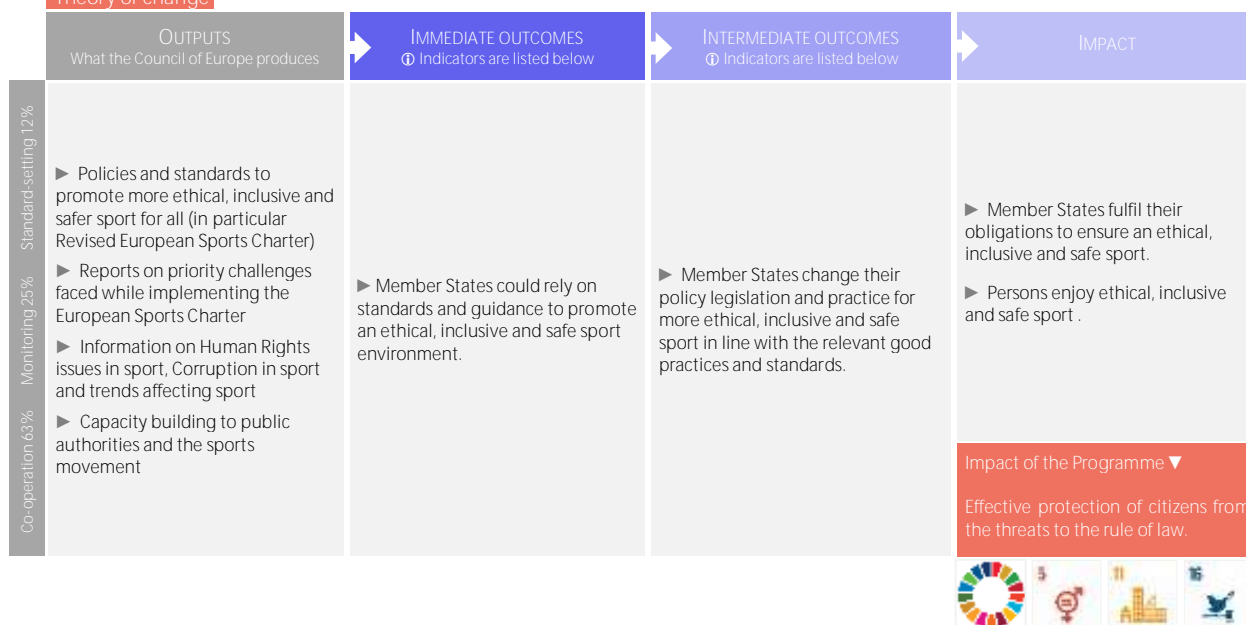 Theory of change
OUTPUTS
What the Council of Europe produces
IMMEDIATE OUTCOMES
🛈 Indicators are listed below
INTERMEDIATE OUTCOMES
🛈 Indicators are listed below
IMPACT
Standard-setting 12%
Monitoring 25%
Co-operation 63%
► Policies and standards to
promote more ethical, inclusive and
safer sport for all (in particular
Revised European Sports Charter)
► Reports on priority challenges
faced while implementing the
European Sports Charter
► Information on Human Rights
issues in sport, Corruption in sport
and trends affecting sport
► Capacity building to public
authorities and the sports
movement
► Member States could rely on
standards and guidance to promote
an ethical, inclusive and safe sport
environment.
► Member States change their
policy legislation and practice for
more ethical, inclusive and safe
sport in line with the relevant good
practices and standards.
► Member States fulfil their
obligations to ensure an ethical,
inclusive and safe sport.
► Persons enjoy ethical, inclusive
and safe sport .
Impact of the Programme ▼
Effective protection of citizens from
the threats to the rule of law.
5
11
16